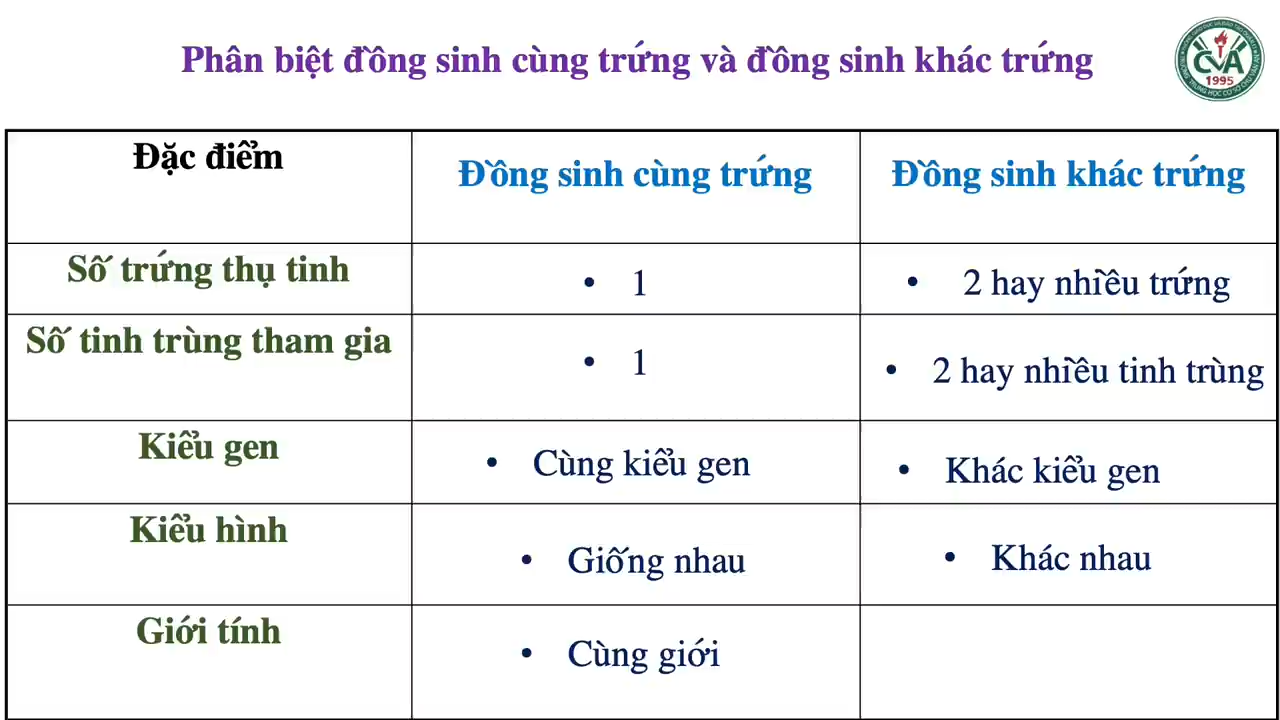 Phân biệt đồng sinh cùng trứng và đồng sinh khác trứng
CVA
1995
Đặc điểm
Đồng sinh cùng trứng
Đồng sinh khác trứng
Số trứng thụ tinh
• 1
• 2 hay nhiều trứng
Số tinh trùng tham gia
• 1
• 2 hay nhiều tinh trùng
Kiểu gen
• Cùng kiểu gen
• Khác kiểu gen
Kiểu hình
• Giống nhau
• Khác nhau
Giới tính
• Cùng giới